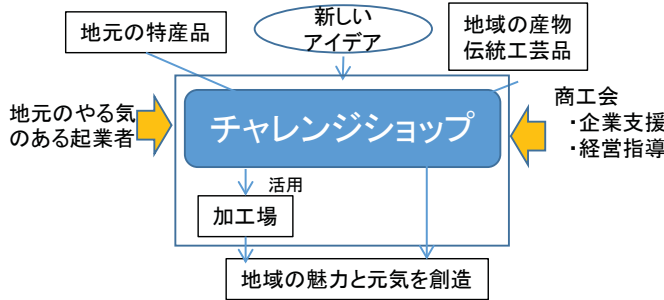 地元の特産品
新しい
アイデア
地域の産物
伝統工芸品
地元のやる気
のある起業者
チャレンジショップ
商工会
・企業支援
・経営指導
活用
加工場
地域の魅力と元気を創造